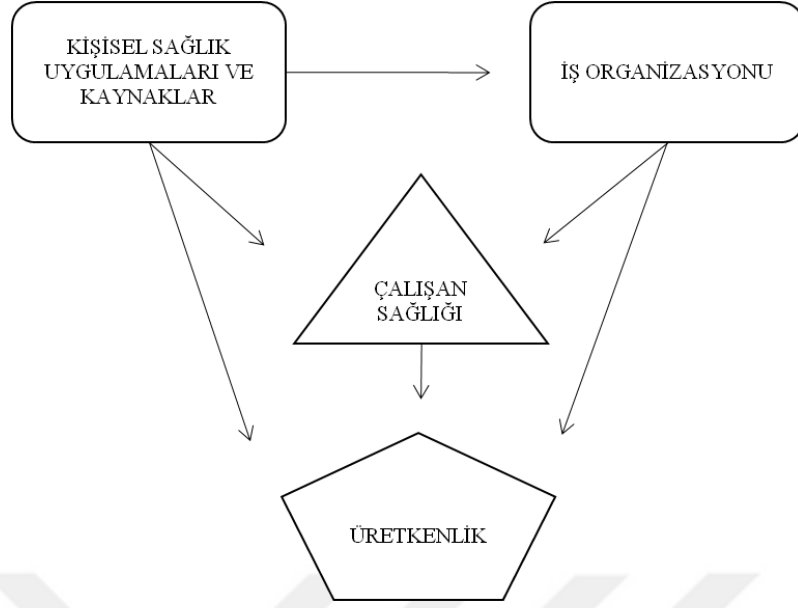 KİŞİSEL SAĞLIK
UYGULAMALARI VE
KAYNAKLAR
İŞ ORGANİZASYONU
ÇALIŞAN
SAĞLIĞI
ÜRETKENLİK